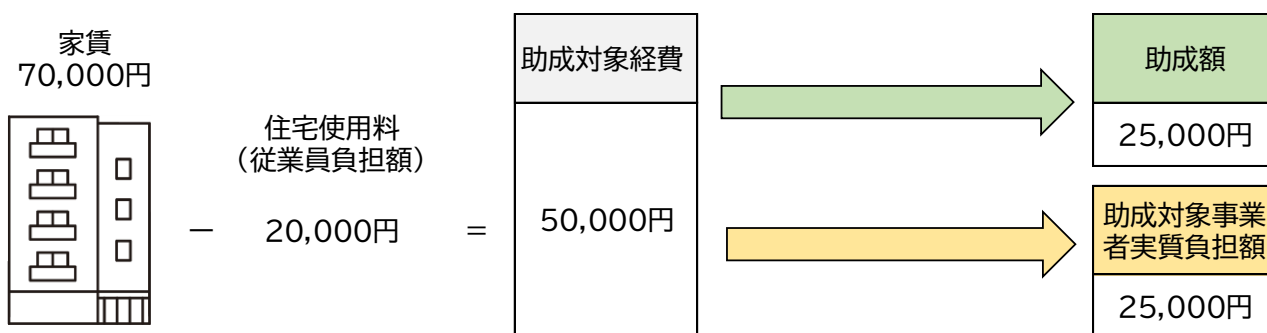 家賃
70,000円
住宅使用料
（従業員負担額）
－
20,000円
＝
助成対象経費
50,000円
助成額
25,000円
助成対象事業
者実質負担額
25,000円